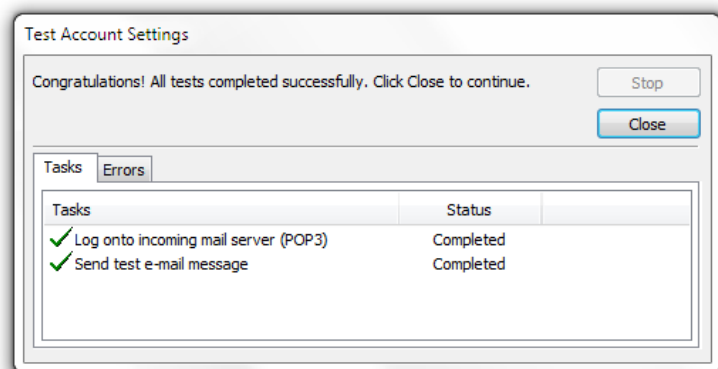 Test Account Settings
Congratulations! All tests completed successfully. Click Close to continue.
Stop
Close
Tasks Errors
Tasks Status
Log onto incoming mail server (POP3) Completed
Send test e-mail message Completed